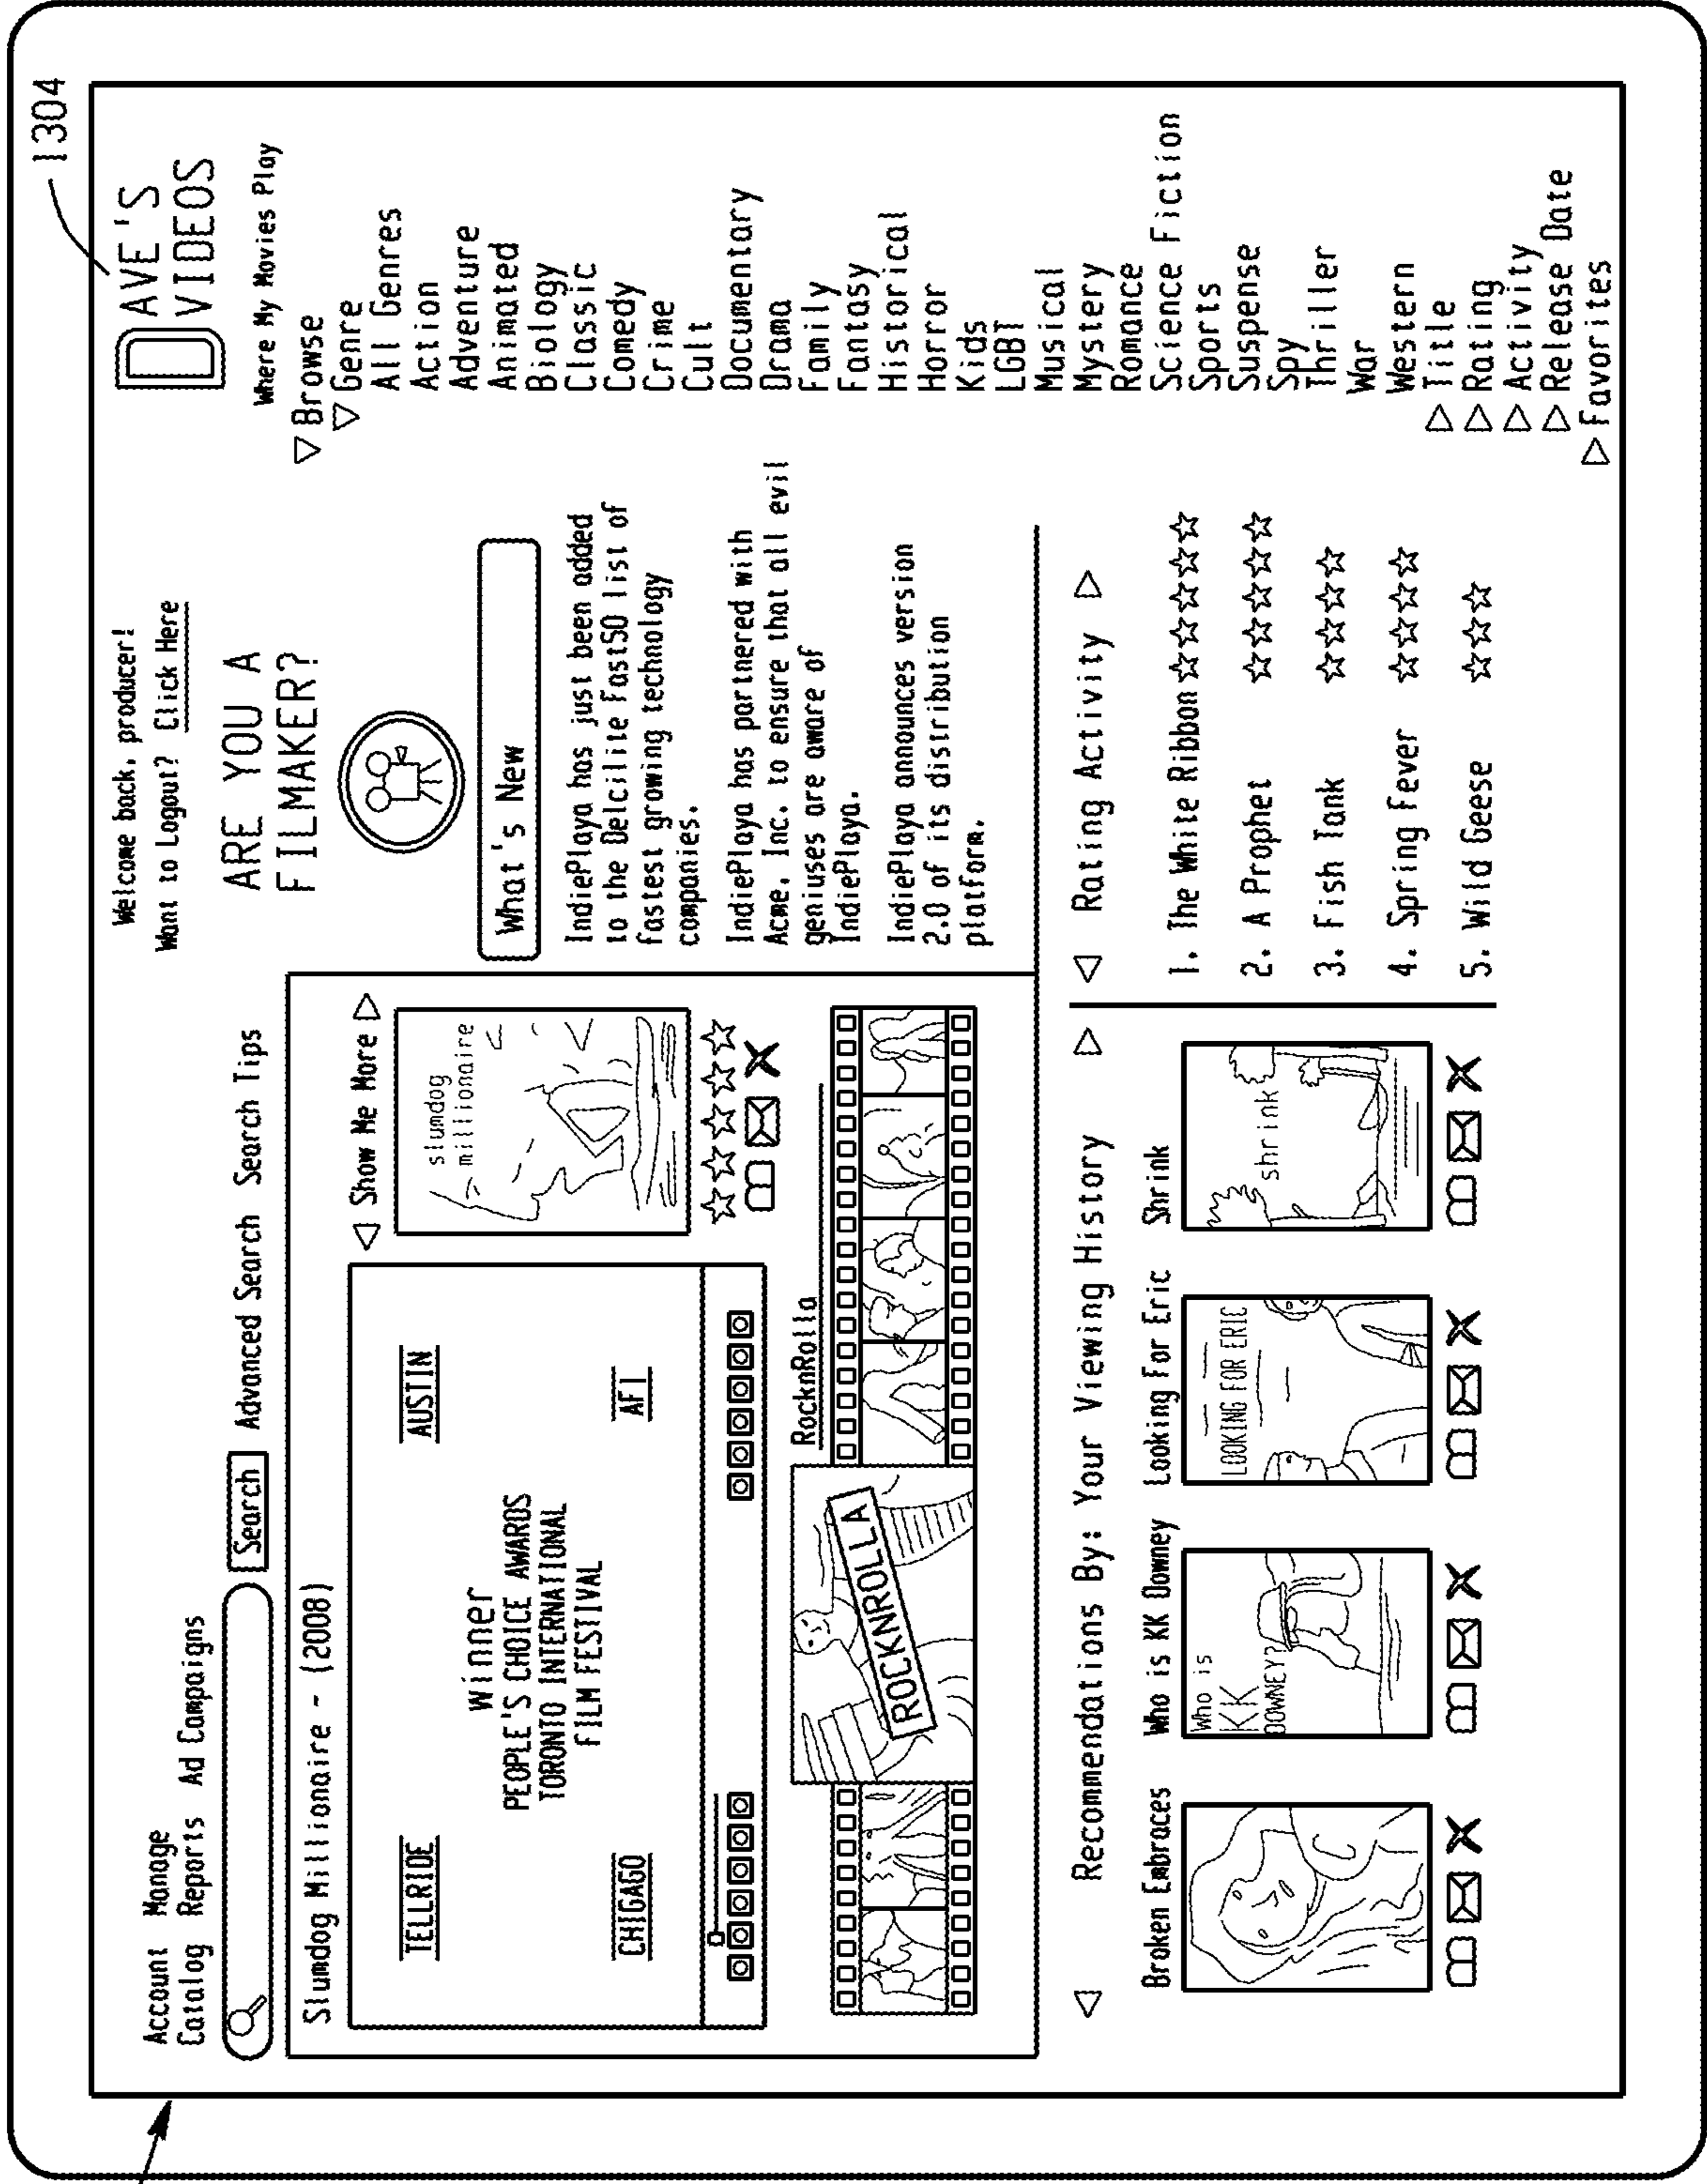 1304
Account Manage
Catalog Reports Ad Campaigns
Search Advanced Search Search Tips
Welcome back, producer!
Want to Logout? Click Here
DAVE'S
VIDEOS
Where My Movies Play
ARE YOU A
FILMAKER?
Slumdog Millionaire - (2008)
Show Me More
TELLRIDE
AUSTIN
Winner
PEOPLE'S CHOICE AWARDS
TORONTO INTERNATIONAL
FILM FESTIVAL
CHIGAGO
AFI
slumdog
millionaire
RocknRolla
ROCKNROLLA
What's New
IndiePlaya has just been added
to the Delcilite Fast50 list of
fastest growing technology
companies.
IndiePlaya has partnered with
Acme, Inc. to ensure that all evil
geniuses are aware of
IndiePlaya.
IndiePlaya announces version
2.0 of its distribution
platform.
Browse
Genre
All Genres
Action
Adventure
Animated
Biology
Classic
Comedy
Crime
Cult
Documentary
Drama
Family
Fantasy
Historical
Horror
Kids
LGBT
Musical
Mystery
Romance
Science Fiction
Sports
Suspense
Spy
Thriller
War
Western
Title
Rating
Activity
Release Date
Favorites
Recommendations By: Your Viewing History
Broken Embraces
Who is KK Downey
Looking For Eric
Shrink
Who is
KK
DOWNEY?
LOOKING FOR ERIC
shrink
Rating Activity
1. The White Ribbon
2. A Prophet
3. Fish Tank
4. Spring Fever
5. Wild Geese